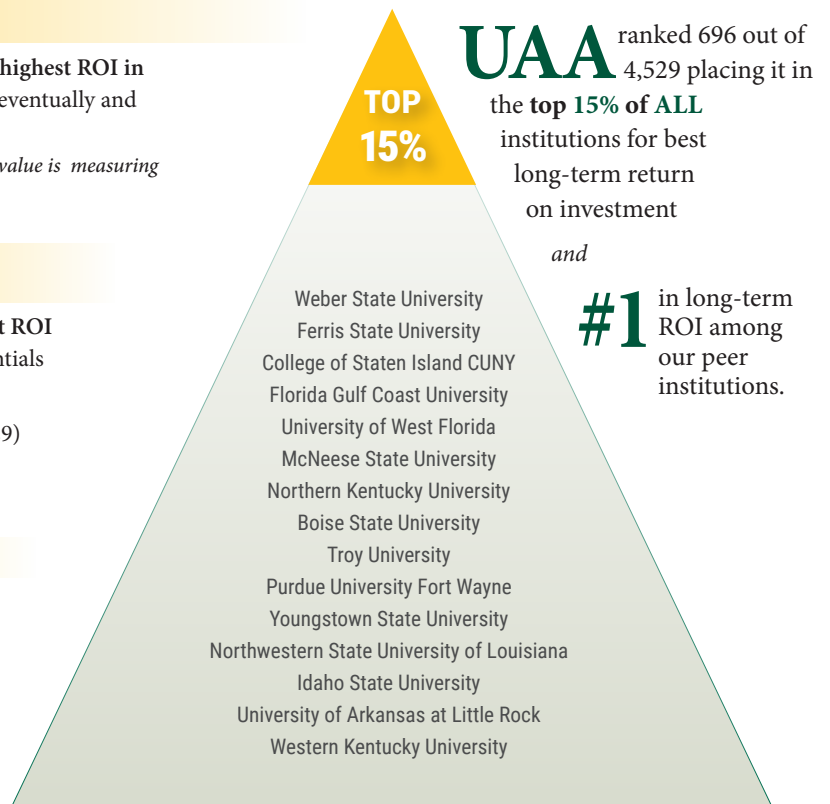 highest ROI in
eventually and
value is measuring
t ROI
ntials
9)
TOP
15%
UAA ranked 696 out of
4,529 placing it in
the top 15% of ALL
institutions for best
long-term return
on investment
and
#1 in long-term
ROI among
our peer
institutions.
Weber State University
Ferris State University
College of Staten Island CUNY
Florida Gulf Coast University
University of West Florida
McNeese State University
Northern Kentucky University
Boise State University
Troy University
Purdue University Fort Wayne
Youngstown State University
Northwestern State University of Louisiana
Idaho State University
University of Arkansas at Little Rock
Western Kentucky University